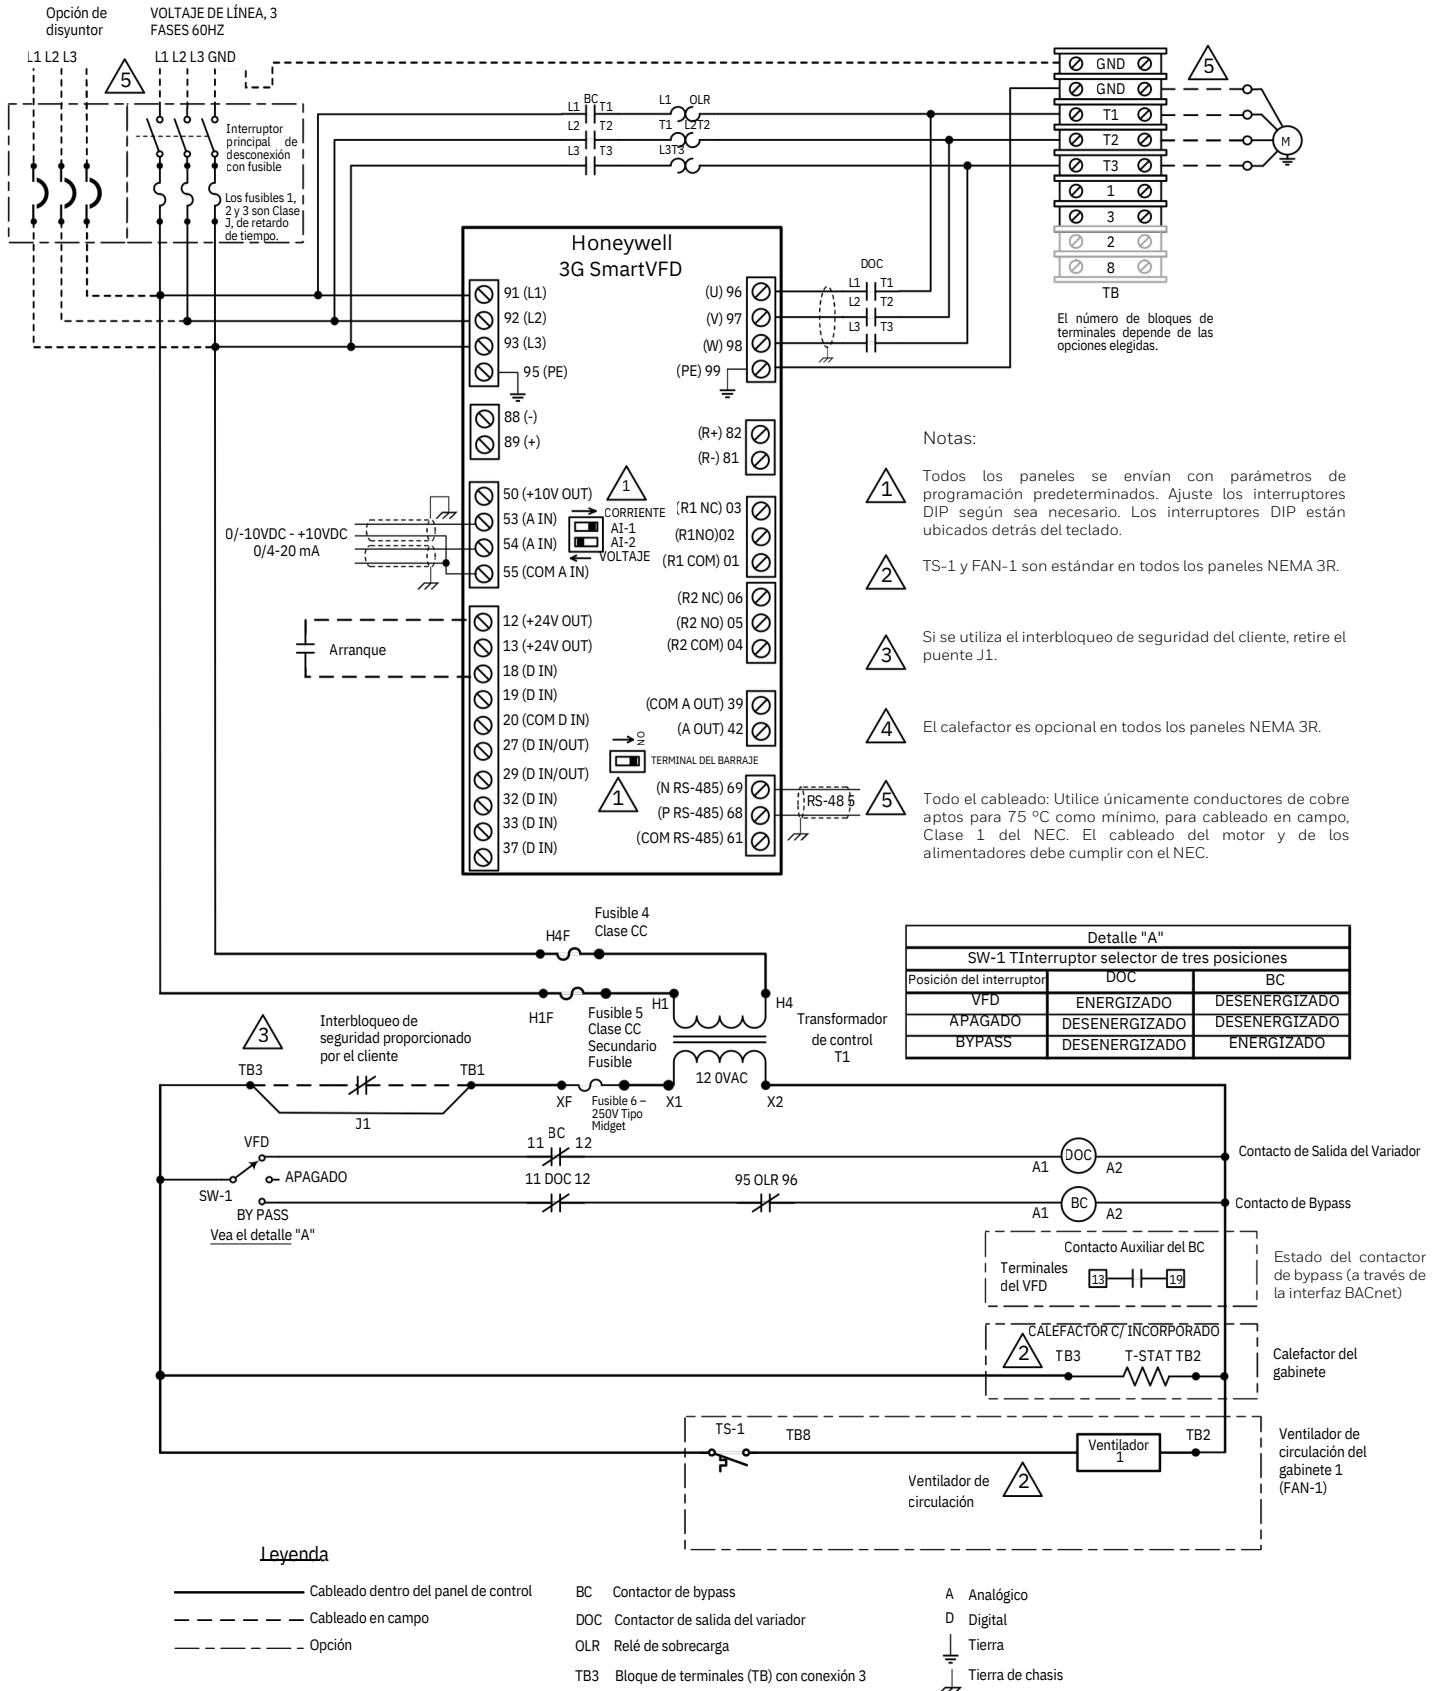 Opción de
disyuntor
VOLTAJE DE LÍNEA, 3
FASES 60HZ
L1 L2 L3
5
L1 L2 L3 GND
Interruptor
principal de
desconexión
con fusible
Los fusibles 1,
2 y 3 son Clase
J, de retardo
de tiempo.
BC
L1 T1
L2 T2
L3 T3
L1 OLR
T1 L2T2
L3T3
GND
GND
T1
T2
T3
1
3
2
8
TB
5
M
El número de bloques de
terminales depende de las
opciones elegidas.
Honeywell
3G SmartVFD
91 (L1)
92 (L2)
93 (L3)
95 (PE)
88 (-)
89 (+)
50 (+10V OUT)
53 (A IN)
54 (A IN)
55 (COM A IN)
12 (+24V OUT)
13 (+24V OUT)
18 (D IN)
19 (D IN)
20 (COM D IN)
27 (D IN/OUT)
29 (D IN/OUT)
32 (D IN)
33 (D IN)
37 (D IN)
1
CORRIENTE
AI-1
AI-2
VOLTAJE
NO
TERMINAL DEL BARRAJE
1
(U) 96
(V) 97
(W) 98
(PE) 99
(R+) 82
(R-) 81
(R1 NC) 03
(R1NO)02
(R1 COM) 01
(R2 NC) 06
(R2 NO) 05
(R2 COM) 04
(COM A OUT) 39
(A OUT) 42
(N RS-485) 69
(P RS-485) 68
(COM RS-485) 61
DOC
L1 T1
L2 T2
L3 T3
RS-48 5
0/-10VDC - +10VDC
0/4-20 mA
Arranque
Notas:
1
Todos los paneles se envían con parámetros de
programación predeterminados. Ajuste los interruptores
DIP según sea necesario. Los interruptores DIP están
ubicados detrás del teclado.
2
TS-1 y FAN-1 son estándar en todos los paneles NEMA 3R.
3
Si se utiliza el interbloqueo de seguridad del cliente, retire el
puente J1.
4
El calefactor es opcional en todos los paneles NEMA 3R.
5
Todo el cableado: Utilice únicamente conductores de cobre
aptos para 75 ºC como mínimo, para cableado en campo,
Clase 1 del NEC. El cableado del motor y de los
alimentadores debe cumplir con el NEC.
Fusible 4
Clase CC
H4F
H1F
H1
H4
Fusible 5
Clase CC
Secundario
Fusible
Transformador
de control
T1
12 0VAC
Detalle "A"
SW-1 TInterruptor selector de tres posiciones
Posición del interruptor DOC BC
VFD ENERGIZADO DESENERGIZADO
APAGADO DESENERGIZADO DESENERGIZADO
BYPASS DESENERGIZADO ENERGIZADO
3
Interbloqueo de
seguridad proporcionado
por el cliente
TB3
TB1
J1
XF
Fusible 6 –
250V Tipo
Midget
X1
X2
VFD
APAGADO
SW-1
BY PASS
Vea el detalle "A"
BC
11 12
11 DOC 12
95 OLR 96
A1 DOC A2
A1 BC A2
Contacto de Salida del Variador
Contacto de Bypass
Contacto Auxiliar del BC
Terminales
del VFD
13 19
Estado del contactor
de bypass (a través de
la interfaz BACnet)
CALEFACTOR C/ INCORPORADO
2
TB3 T-STAT TB2
Calefactor del
gabinete
TS-1
TB8
Ventilador
1
TB2
Ventilador de
circulación
2
Ventilador de
circulación del
gabinete 1
(FAN-1)
Leyenda
Cableado dentro del panel de control
Cableado en campo
Opción
BC Contactor de bypass
DOC Contactor de salida del variador
OLR Relé de sobrecarga
TB3 Bloque de terminales (TB) con conexión 3
A Analógico
D Digital
Tierra
Tierra de chasis